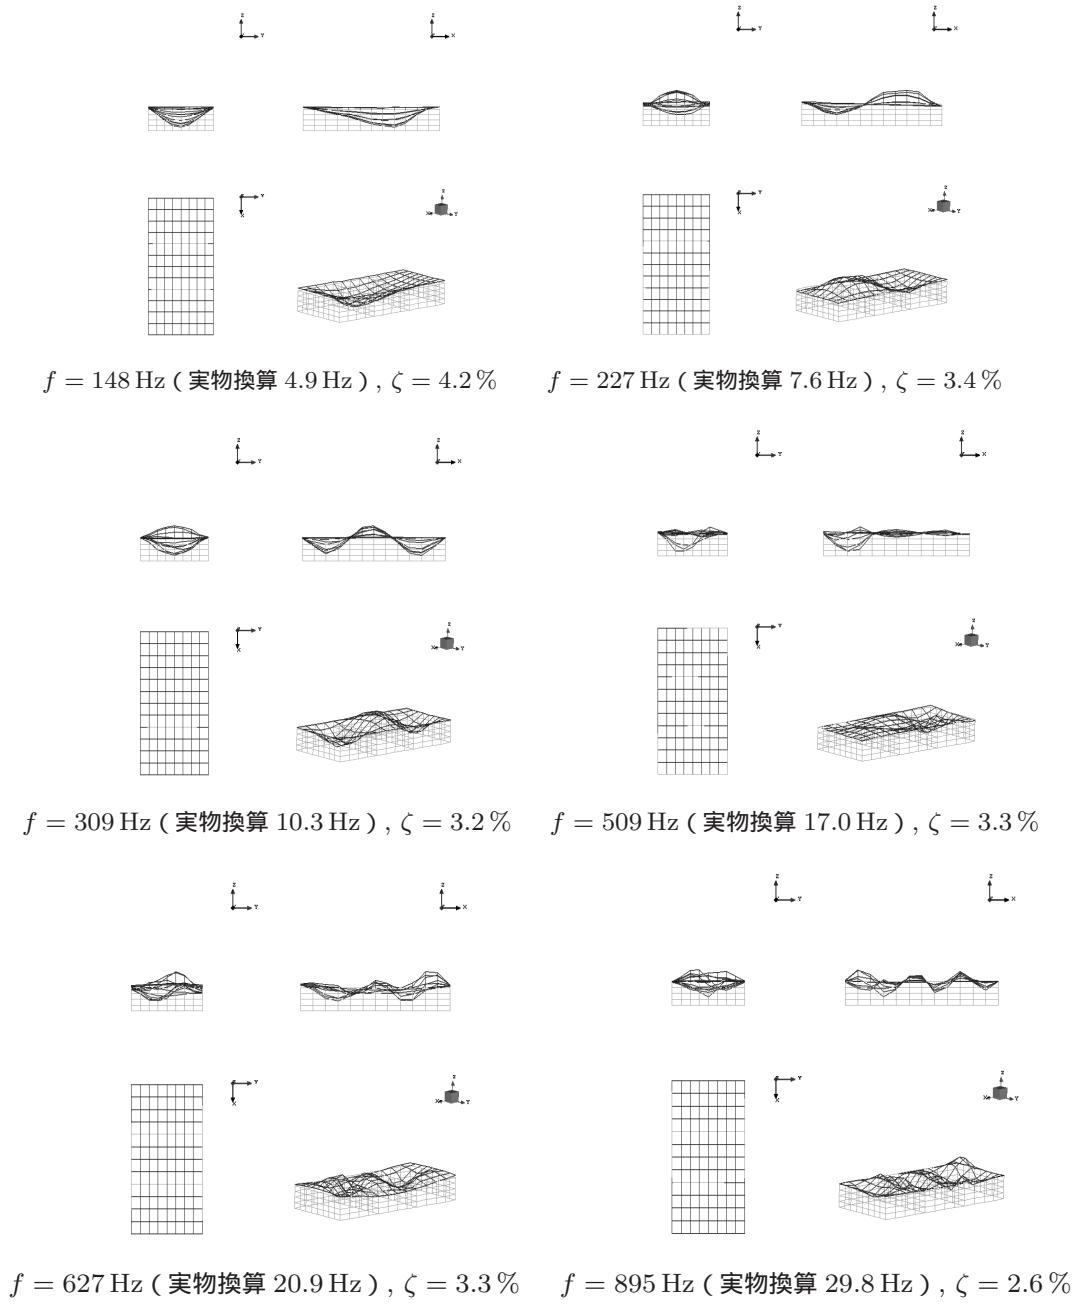 f = 148 Hz ( 実物換算 4.9 Hz ) , ζ = 4.2 %
f = 227 Hz ( 実物換算 7.6 Hz ) , ζ = 3.4 %
f = 309 Hz ( 実物換算 10.3 Hz ) , ζ = 3.2 %
f = 509 Hz ( 実物換算 17.0 Hz ) , ζ = 3.3 %
f = 627 Hz ( 実物換算 20.9 Hz ) , ζ = 3.3 %
f = 895 Hz ( 実物換算 29.8 Hz ) , ζ = 2.6 %